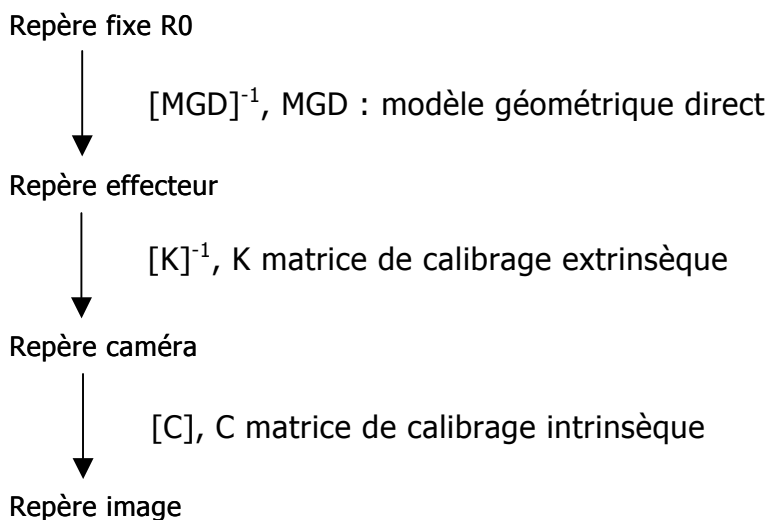 Repère fixe R0
[MGD]-1, MGD : modèle géométrique direct
Repère effecteur
[K]-1, K matrice de calibrage extrinsèque
Repère caméra
[C], C matrice de calibrage intrinsèque
Repère image